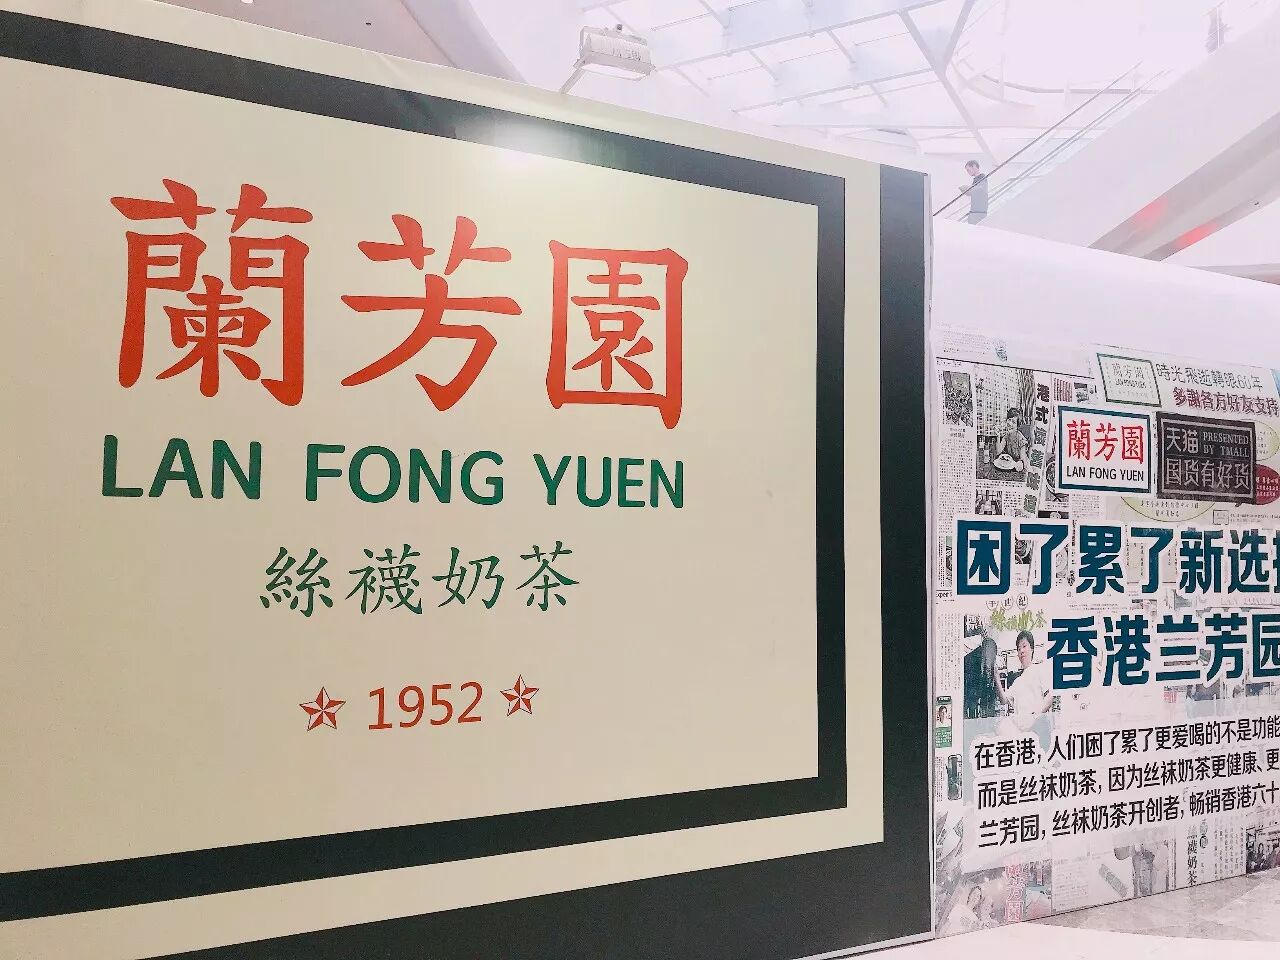 蘭芳園
LAN FONG YUEN
絲襪奶茶
1952
蘭芳園
LAN FONG YUEN
時光飛逝轉眼60年
多謝各方好友支持
蘭芳園
LAN FONG YUEN
天猫 PRESENTED BY TMALL
国货有好货
港式
困了累了新选
香港兰芳园
在香港,人们困了累了更爱喝的不是功能
而是丝袜奶茶,因为丝袜奶茶更健康、更
兰芳园,丝袜奶茶开创者,畅销香港六十